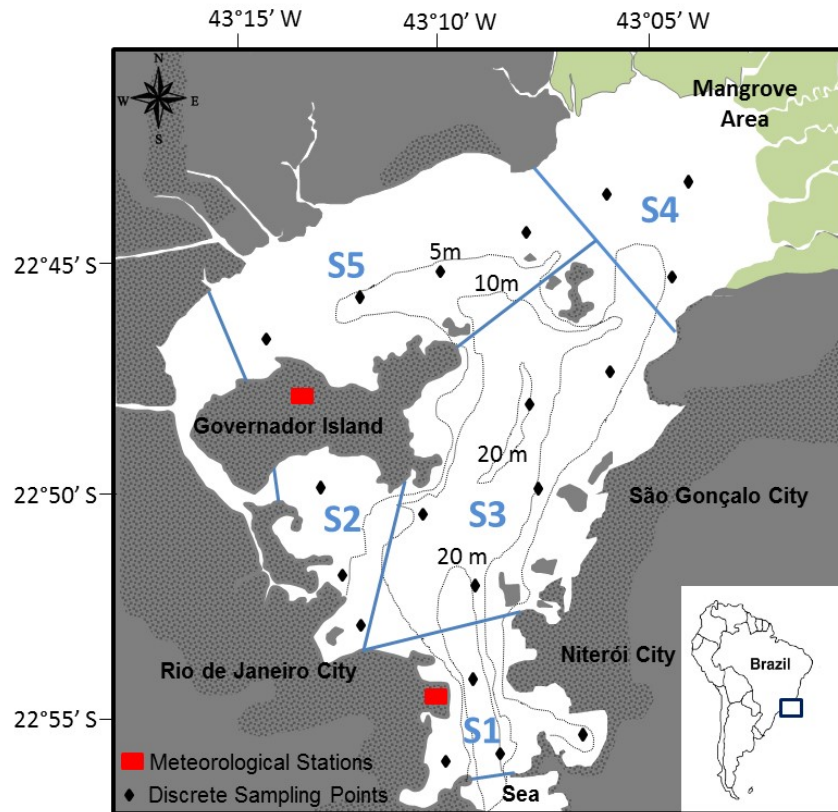 43°15’ W
43°10’ W
43°05’ W
N
W
E
S
Mangrove
Area
S4
S5
5m
22°45’ S
10m
Governador Island
20 m
22°50’ S
São Gonçalo City
S2
S3
20 m
Niterói City
Rio de Janeiro City
Brazil
22°55’ S
S1
Meteorological Stations
Discrete Sampling Points
Sea